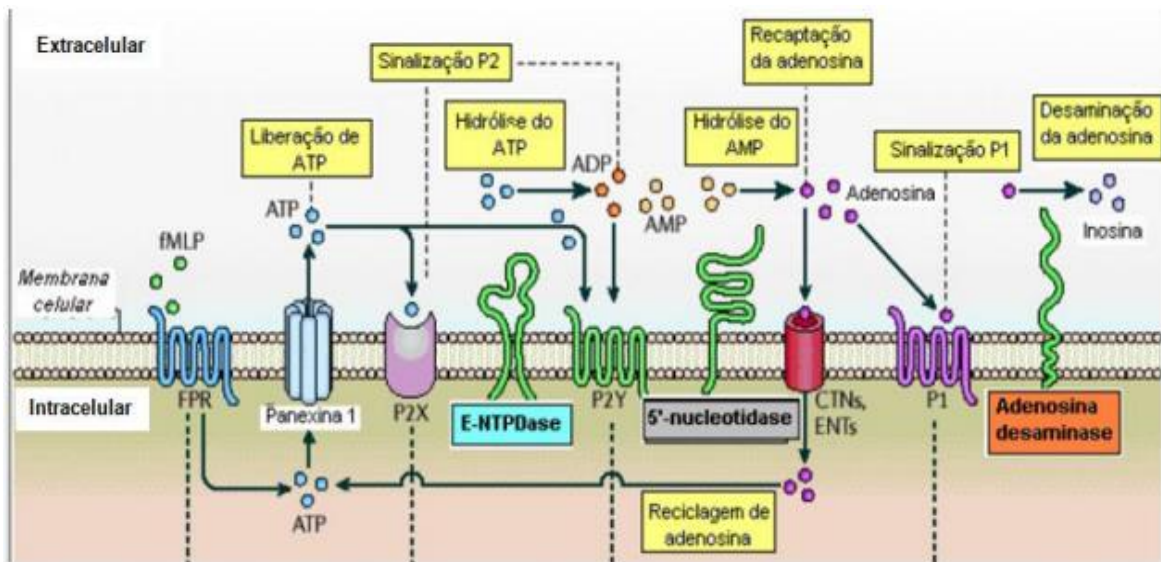 Extracelular
Sinalização P2
Recaptação
da adenosina
Liberação de
ATP
Hidrólise do
ATP
Hidrólise do
AMP
Sinalização P1
Desaminação
da adenosina
ADP
AMP
Adenosina
Inosina
ATP
fMLP
Membrana
celular
Intracelular
FPR
Panexina 1
P2X
E-NTPDase
P2Y
5'-nucleotidase
CTNs,
ENTs
P1
Adenosina
desaminase
ATP
Reciclagem de
adenosina